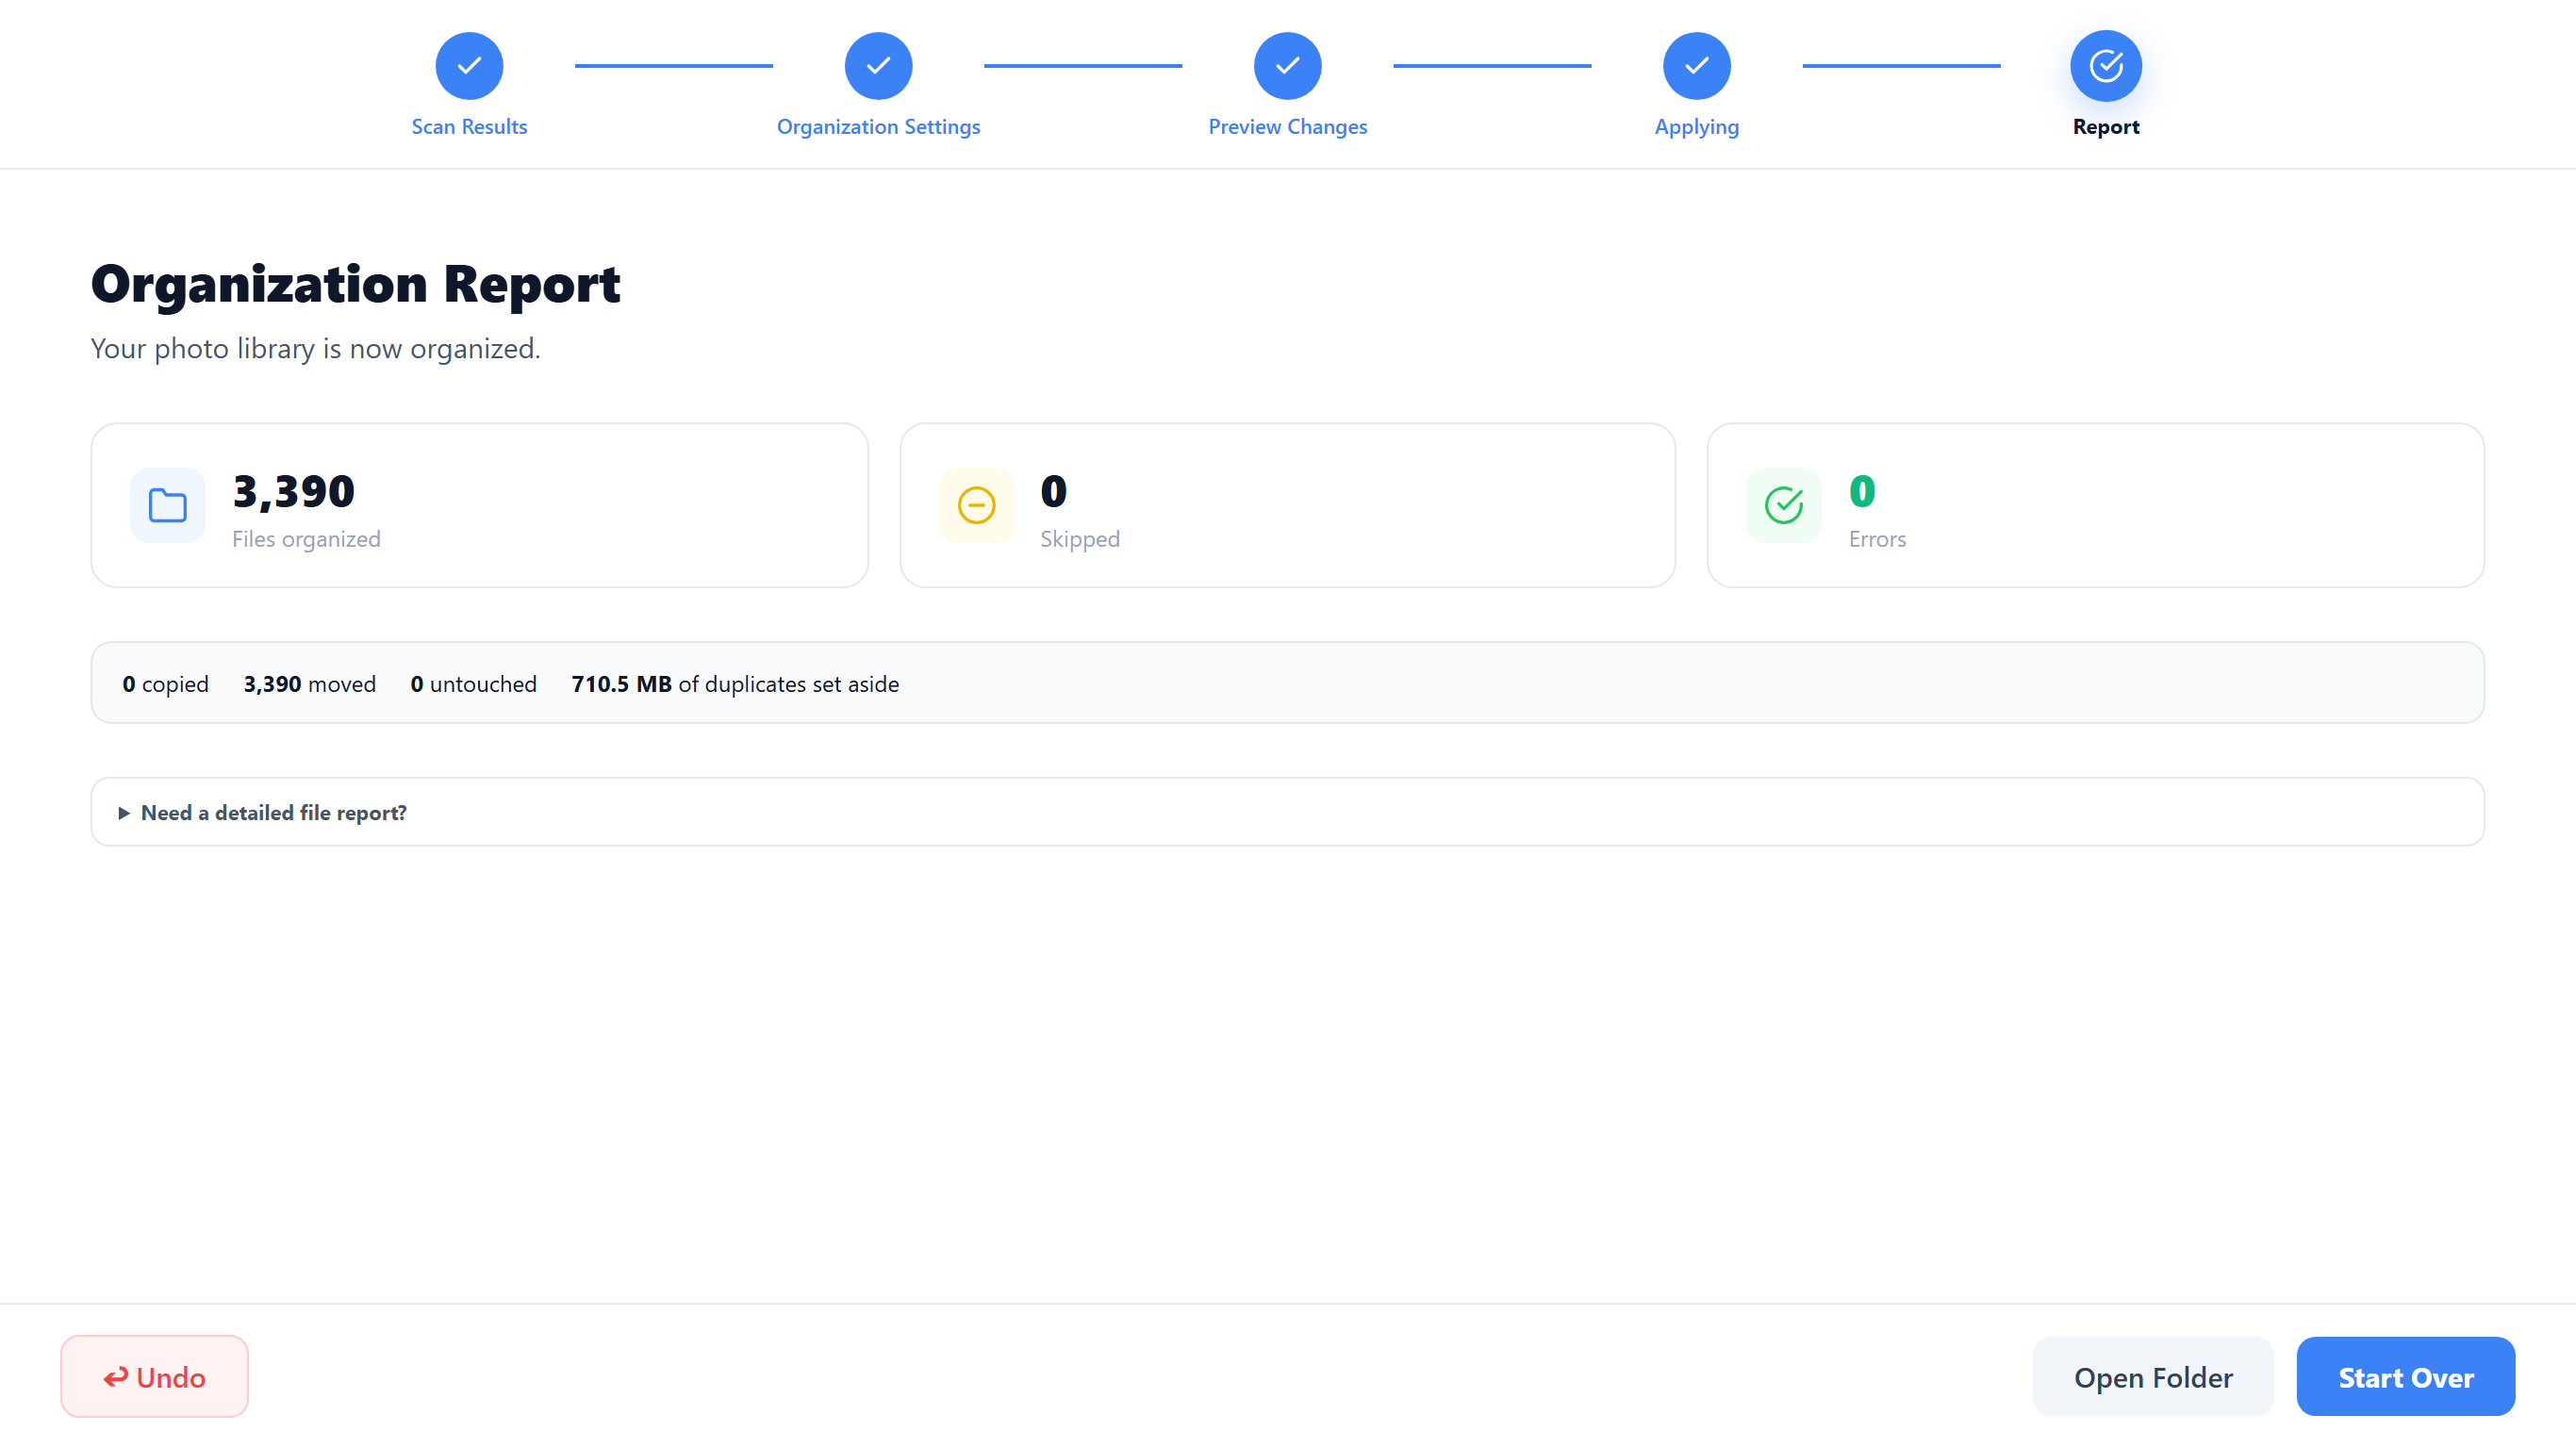 Scan Results
Organization Settings
Preview Changes
Applying
Report
Organization Report
Your photo library is now organized.
3,390
Files organized
0
Skipped
0
Errors
0 copied 3,390 moved 0 untouched 710.5 MB of duplicates set aside
Need a detailed file report?
Undo
Open Folder
Start Over